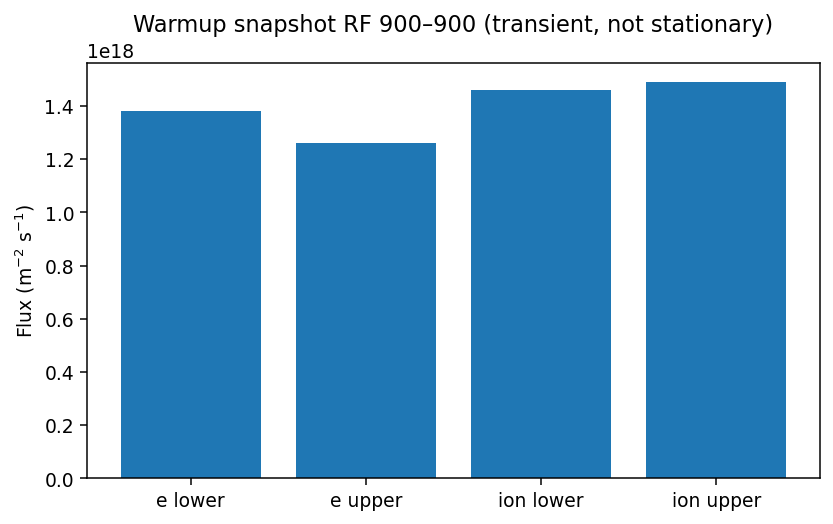 Warmup snapshot RF 900–900 (transient, not stationary)
1e18
Flux (m⁻² s⁻¹)
1.4
1.2
1.0
0.8
0.6
0.4
0.2
0.0
e lower
e upper
ion lower
ion upper